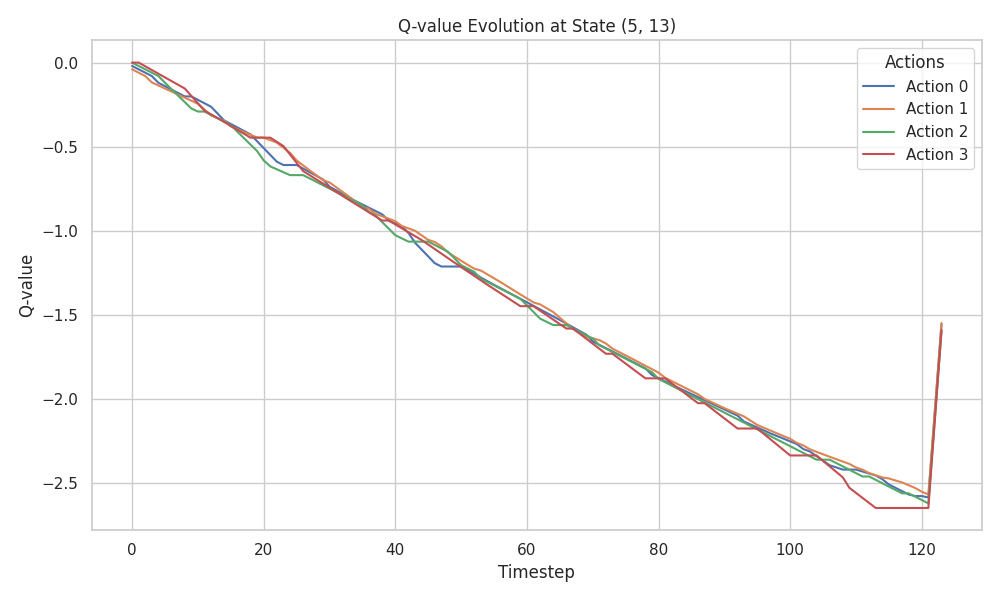 Q-value Evolution at State (5, 13)
Actions
Action 0
Action 1
Action 2
Action 3
Q-value
0.0
−0.5
−1.0
−1.5
−2.0
−2.5
0 20 40 60 80 100 120
Timestep